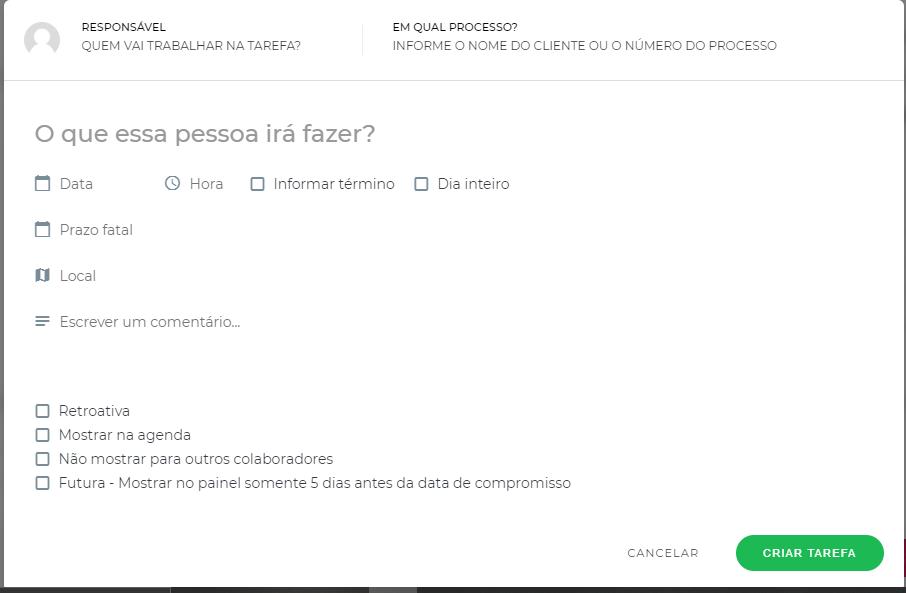 RESPONSÁVEL
QUEM VAI TRABALHAR NA TAREFA?
EM QUAL PROCESSO?
INFORME O NOME DO CLIENTE OU O NÚMERO DO PROCESSO
O que essa pessoa irá fazer?
Data Hora Informar término Dia inteiro
Prazo fatal
Local
Escrever um comentário...
Retroativa
Mostrar na agenda
Não mostrar para outros colaboradores
Futura - Mostrar no painel somente 5 dias antes da data de compromisso
CANCELAR CRIAR TAREFA